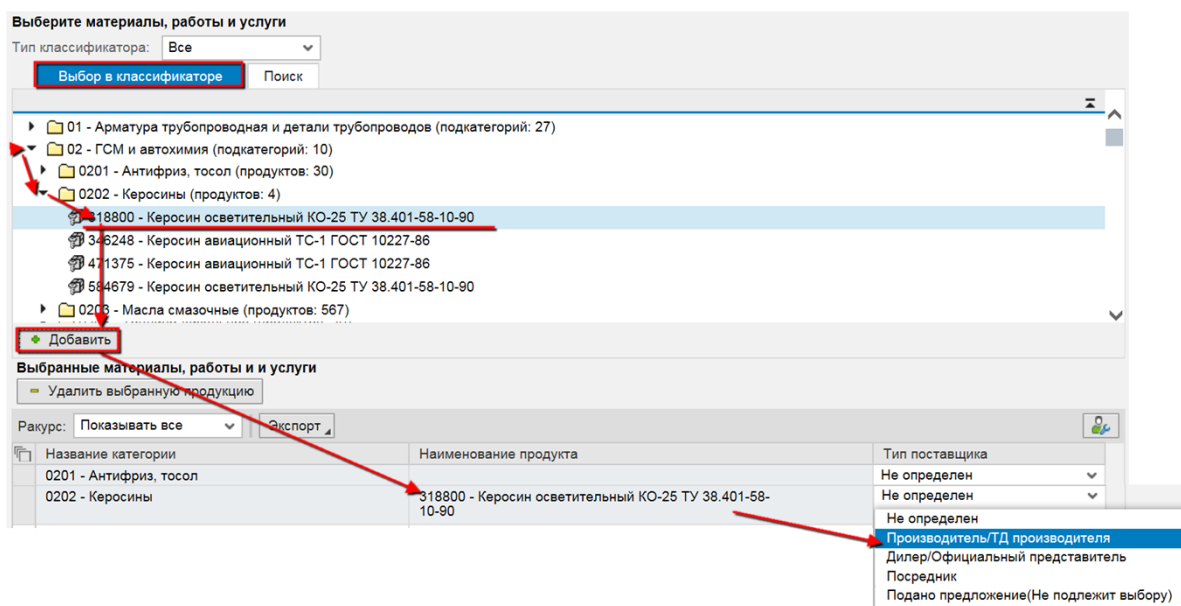 Выберите материалы, работы и услуги
Тип классификатора: Все
Выбор в классификаторе Поиск
01 - Арматура трубопроводная и детали трубопроводов (подкатегорий: 27)
02 - ГСМ и автохимия (подкатегорий: 10)
0201 - Антифриз, тосол (продуктов: 30)
0202 - Керосины (продуктов: 4)
318800 - Керосин осветительный КО-25 ТУ 38.401-58-10-90
346248 - Керосин авиационный ТС-1 ГОСТ 10227-86
471375 - Керосин авиационный ТС-1 ГОСТ 10227-86
584679 - Керосин осветительный КО-25 ТУ 38.401-58-10-90
0203 - Масла смазочные (продуктов: 567)
Добавить
Выбранные материалы, работы и и услуги
Удалить выбранную продукцию
Ракурс: Показывать все Экспорт
Название категории Наименование продукта Тип поставщика
0201 - Антифриз, тосол Не определен
0202 - Керосины 318800 - Керосин осветительный КО-25 ТУ 38.401-58- Не определен
10-90
Не определен
Производитель/ТД производителя
Дилер/Официальный представитель
Посредник
Подано предложение(Не подлежит выбору)